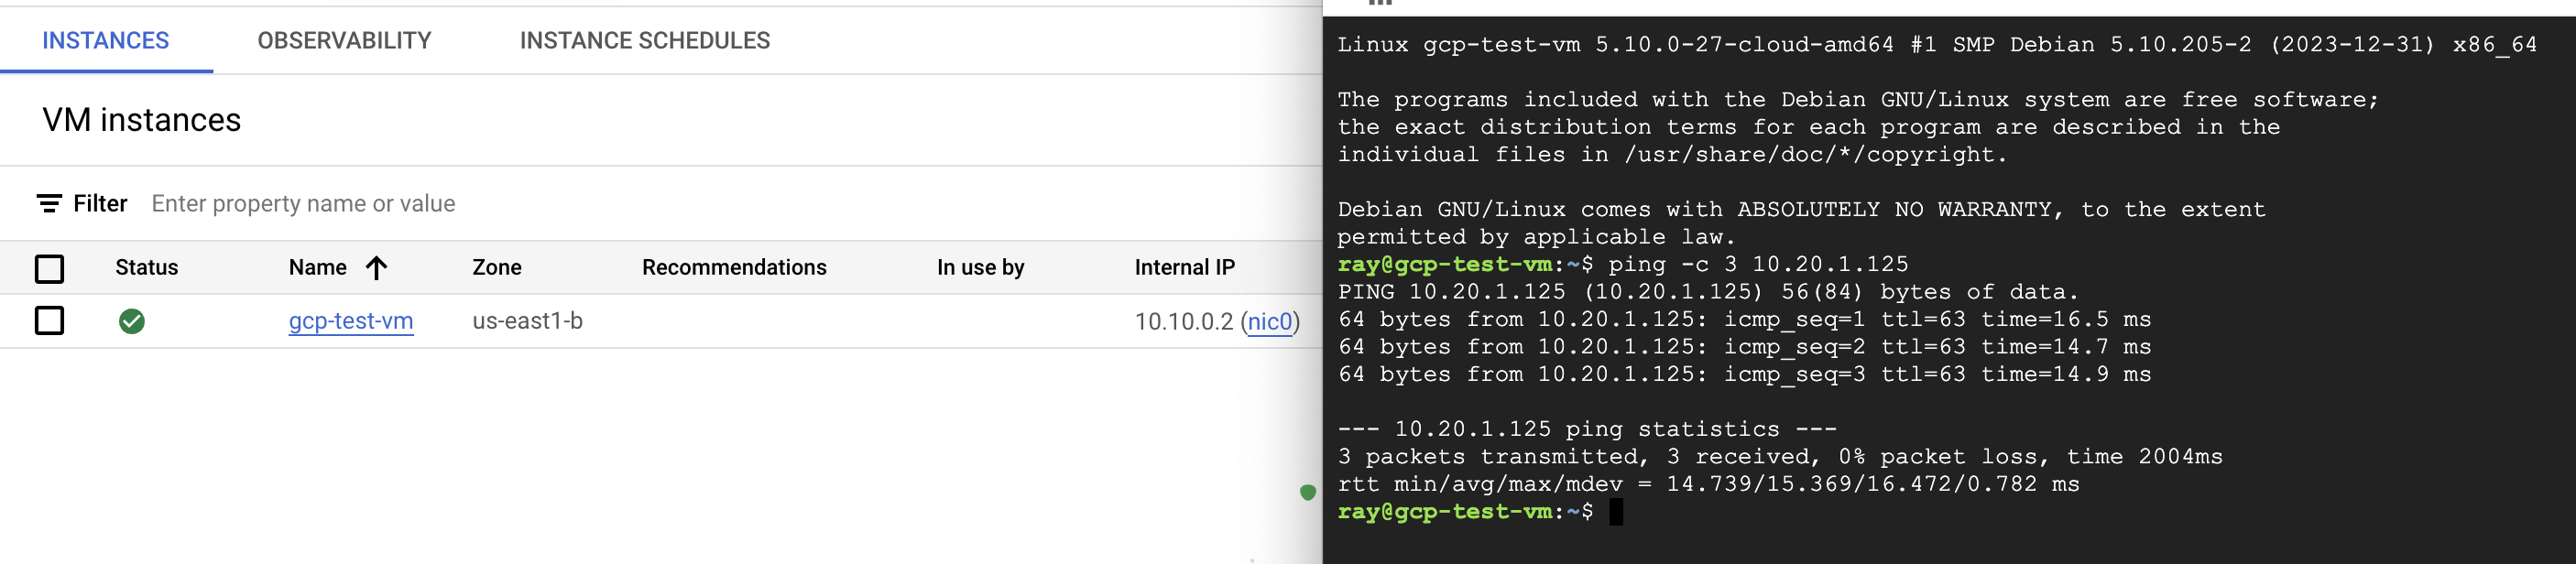 INSTANCES OBSERVABILITY INSTANCE SCHEDULES
VM instances
Filter Enter property name or value
Status Name Zone Recommendations In use by Internal IP
gcp-test-vm us-east1-b 10.10.0.2 (nic0)
Linux gcp-test-vm 5.10.0-27-cloud-amd64 #1 SMP Debian 5.10.205-2 (2023-12-31) x86_64
The programs included with the Debian GNU/Linux system are free software;
the exact distribution terms for each program are described in the
individual files in /usr/share/doc/*/copyright.
Debian GNU/Linux comes with ABSOLUTELY NO WARRANTY, to the extent
permitted by applicable law.
ray@gcp-test-vm:~$ ping -c 3 10.20.1.125
PING 10.20.1.125 (10.20.1.125) 56(84) bytes of data.
64 bytes from 10.20.1.125: icmp_seq=1 ttl=63 time=16.5 ms
64 bytes from 10.20.1.125: icmp_seq=2 ttl=63 time=14.7 ms
64 bytes from 10.20.1.125: icmp_seq=3 ttl=63 time=14.9 ms
--- 10.20.1.125 ping statistics ---
3 packets transmitted, 3 received, 0% packet loss, time 2004ms
rtt min/avg/max/mdev = 14.739/15.369/16.472/0.782 ms
ray@gcp-test-vm:~$